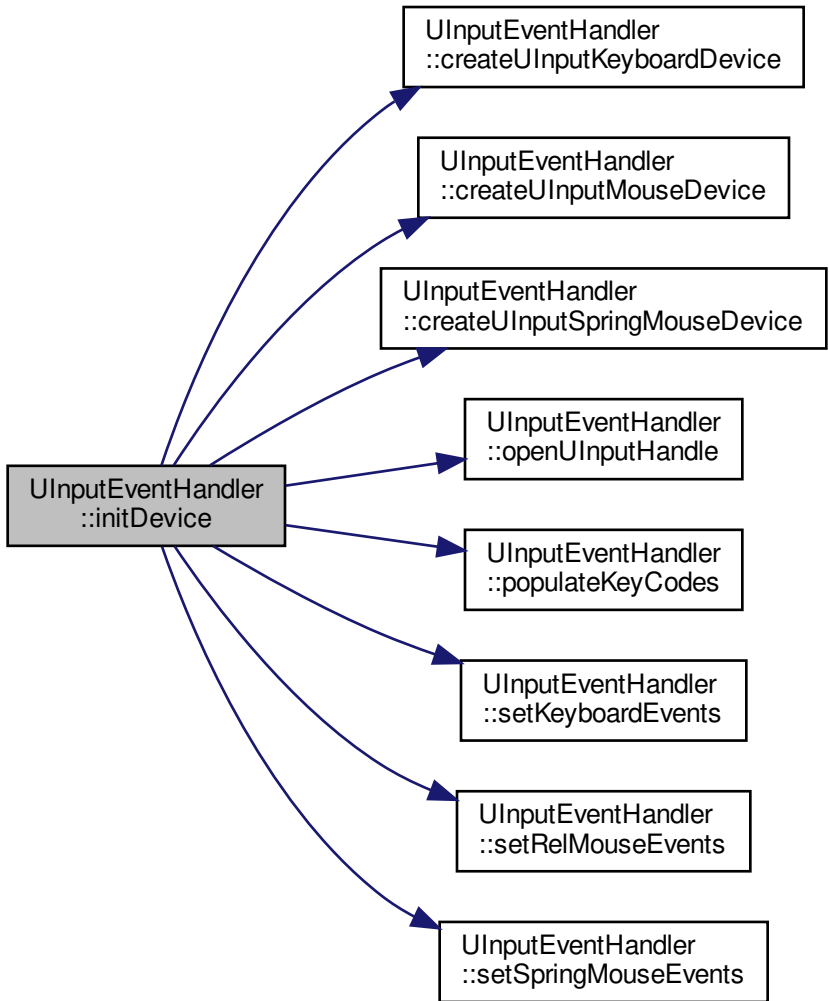 UInputEventHandler
::createUInputKeyboardDevice
UInputEventHandler
::createUInputMouseDevice
UInputEventHandler
::createUInputSpringMouseDevice
UInputEventHandler
::openUInputHandle
UInputEventHandler
::initDevice
UInputEventHandler
::populateKeyCodes
UInputEventHandler
::setKeyboardEvents
UInputEventHandler
::setRelMouseEvents
UInputEventHandler
::setSpringMouseEvents